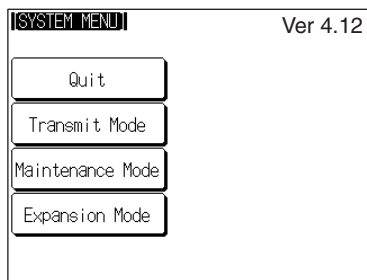 [SYSTEM MENU]
Ver 4.12
Quit
Transmit Mode
Maintenance Mode
Expansion Mode